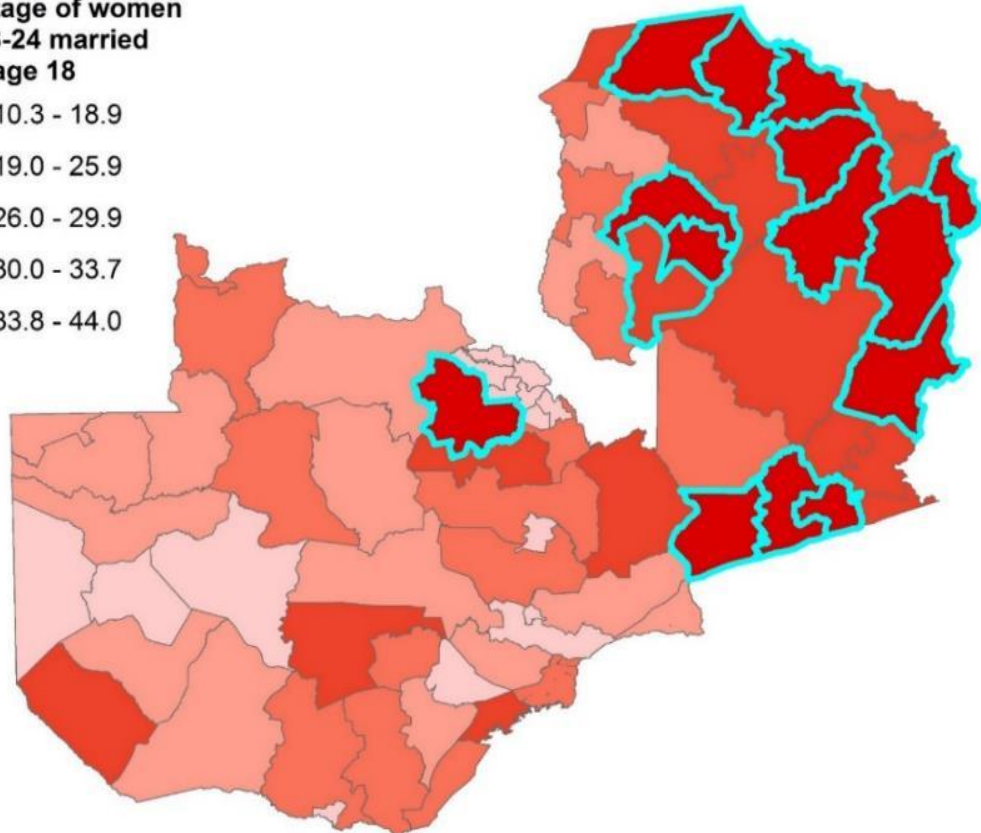 tage of women
-24 married
age 18
10.3 - 18.9
19.0 - 25.9
26.0 - 29.9
30.0 - 33.7
33.8 - 44.0